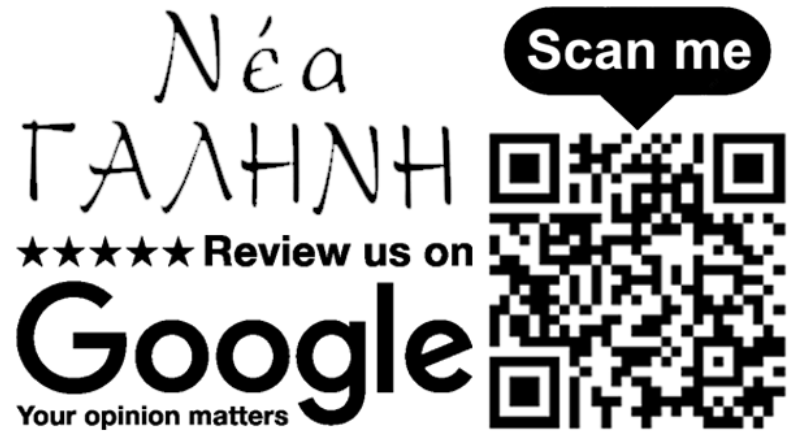 Νέα
ΓΑΛΗΝΗ
★★★★★ Review us on
Google
Your opinion matters
Scan me